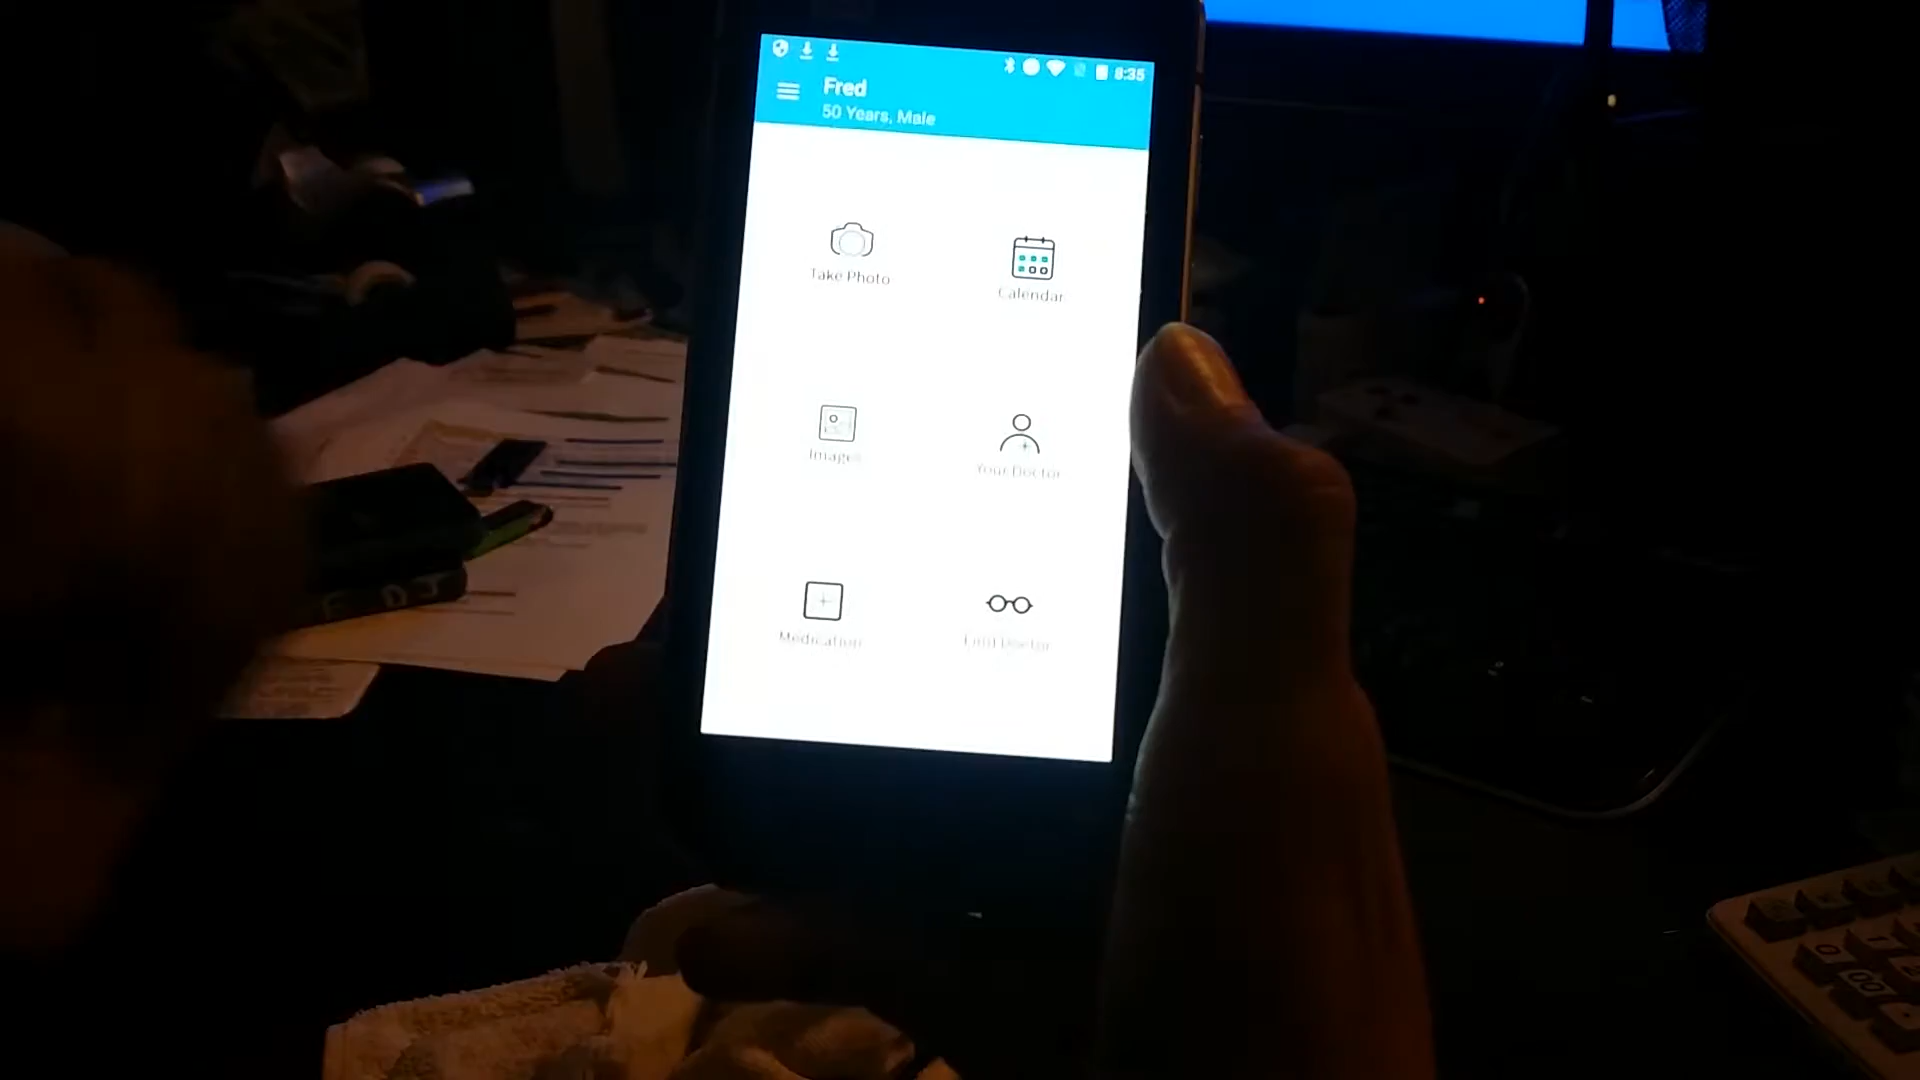 8:35
Fred
50 Years, Male
Take Photo
Calendar
Images
Your Doctor
Medication
Find Doctor